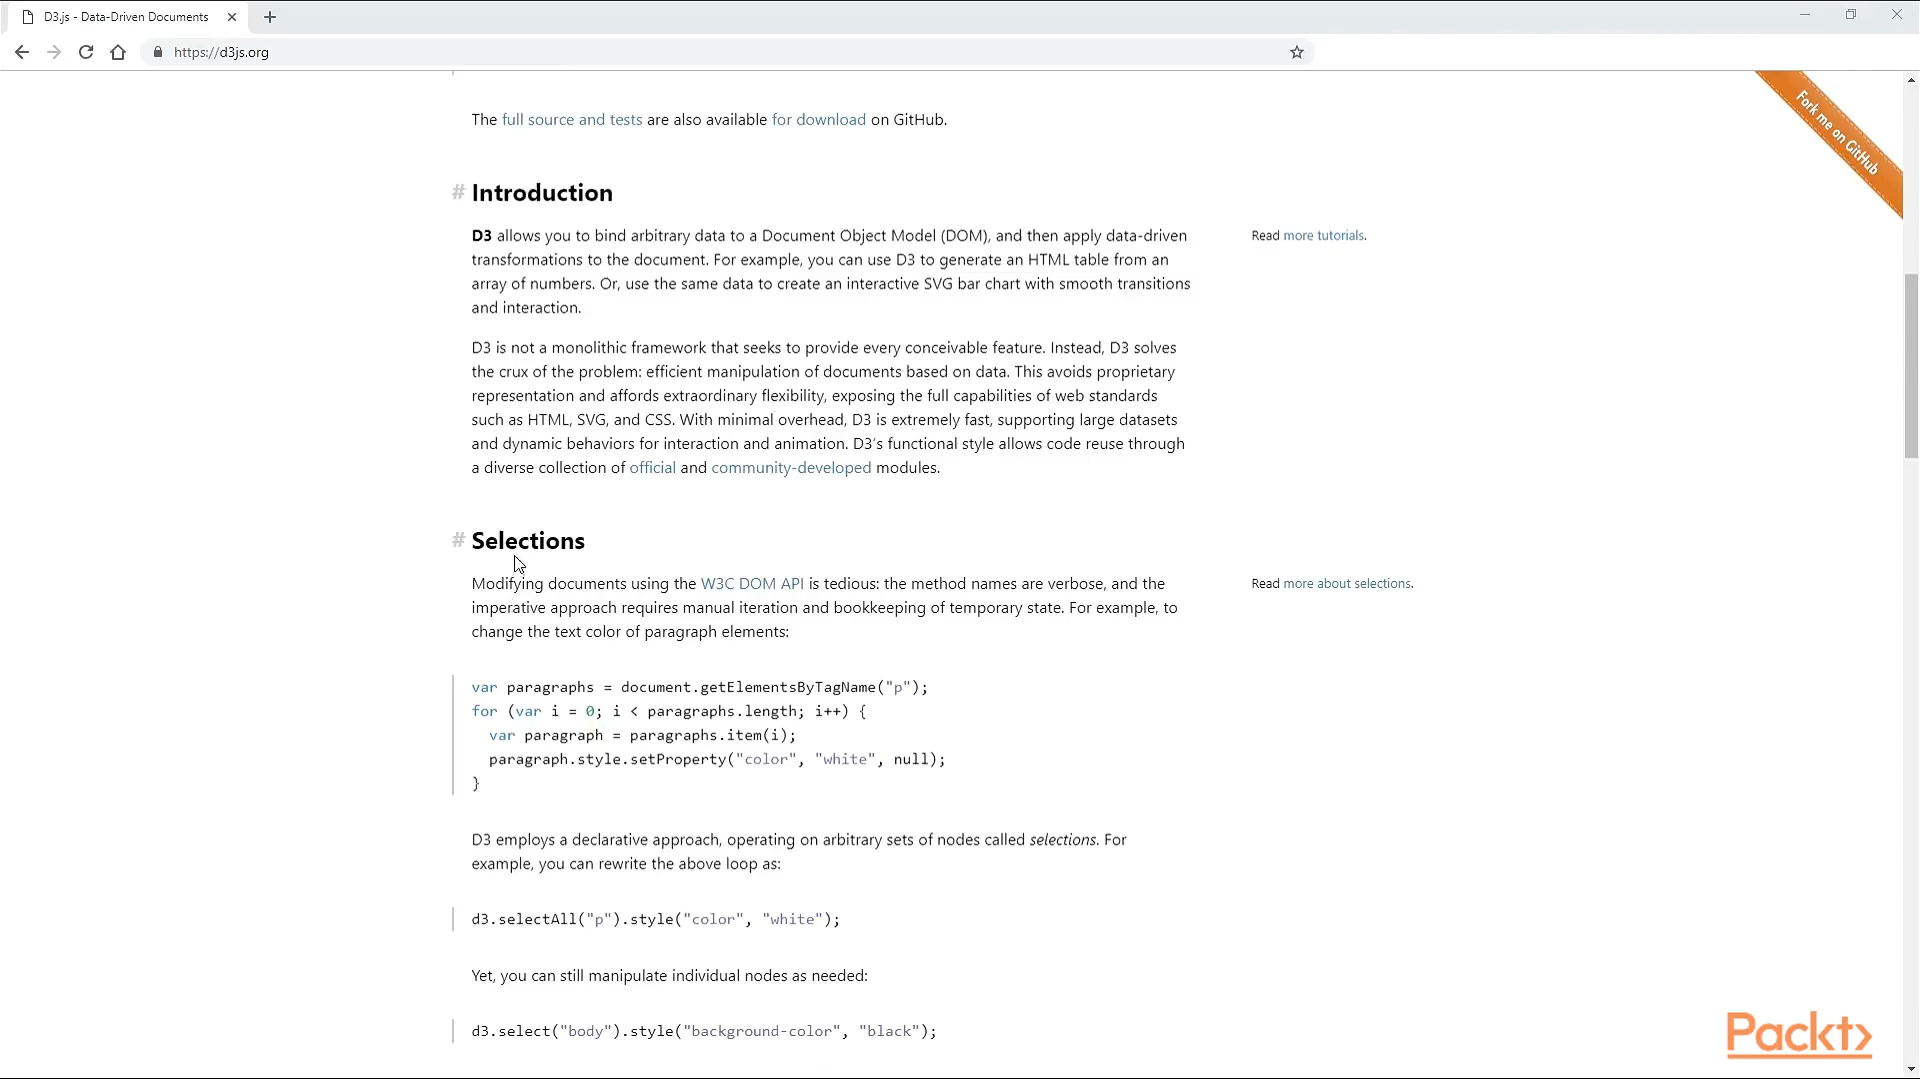 D3.js - Data-Driven Documents
https://d3js.org
Fork me on GitHub
The full source and tests are also available for download on GitHub.
# Introduction
D3 allows you to bind arbitrary data to a Document Object Model (DOM), and then apply data-driven
transformations to the document. For example, you can use D3 to generate an HTML table from an
array of numbers. Or, use the same data to create an interactive SVG bar chart with smooth transitions
and interaction.
Read more tutorials.
D3 is not a monolithic framework that seeks to provide every conceivable feature. Instead, D3 solves
the crux of the problem: efficient manipulation of documents based on data. This avoids proprietary
representation and affords extraordinary flexibility, exposing the full capabilities of web standards
such as HTML, SVG, and CSS. With minimal overhead, D3 is extremely fast, supporting large datasets
and dynamic behaviors for interaction and animation. D3's functional style allows code reuse through
a diverse collection of official and community-developed modules.
# Selections
Modifying documents using the W3C DOM API is tedious: the method names are verbose, and the
imperative approach requires manual iteration and bookkeeping of temporary state. For example, to
change the text color of paragraph elements:
Read more about selections.
var paragraphs = document.getElementsByTagName("p");
for (var i = 0; i < paragraphs.length; i++) {
  var paragraph = paragraphs.item(i);
  paragraph.style.setProperty("color", "white", null);
}
D3 employs a declarative approach, operating on arbitrary sets of nodes called selections. For
example, you can rewrite the above loop as:
d3.selectAll("p").style("color", "white");
Yet, you can still manipulate individual nodes as needed:
d3.select("body").style("background-color", "black");
Packt